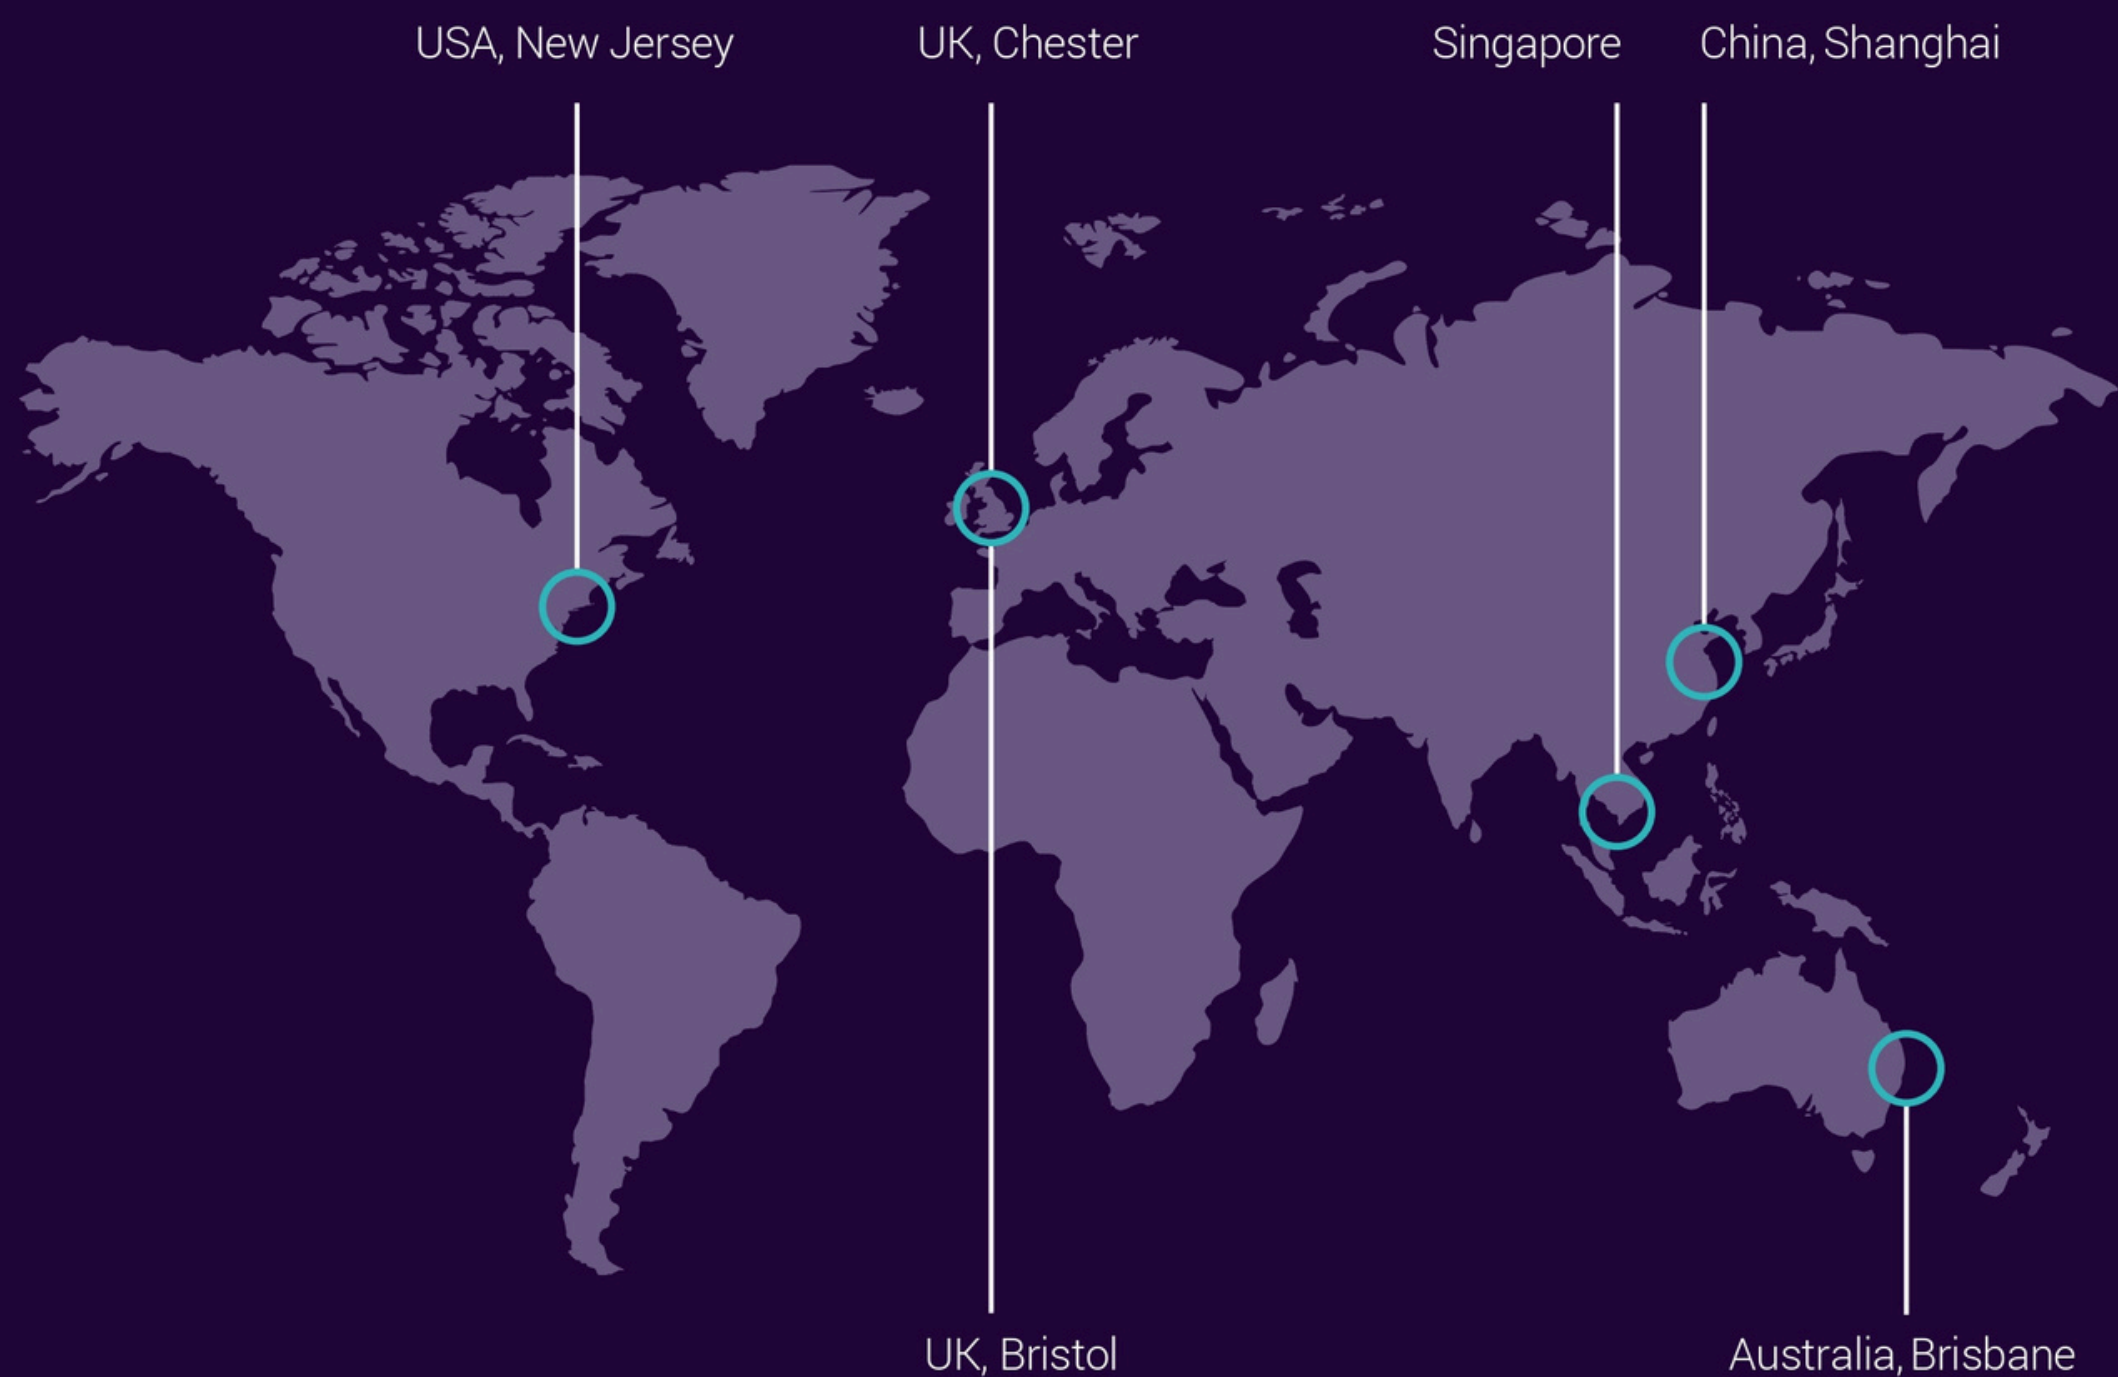 USA, New Jersey
UK, Chester
Singapore
China, Shanghai
UK, Bristol
Australia, Brisbane